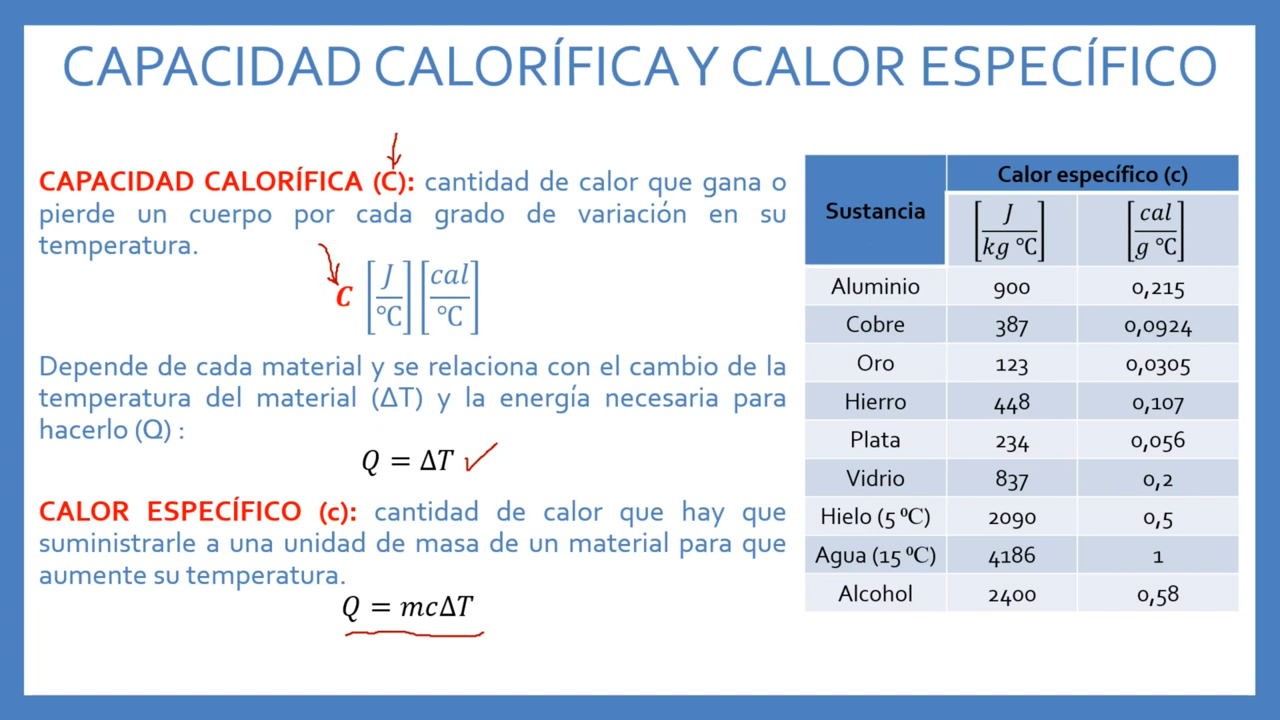 CAPACIDAD CALORÍFICA Y CALOR ESPECÍFICO
CAPACIDAD CALORÍFICA (C): cantidad de calor que gana o
pierde un cuerpo por cada grado de variación en su
temperatura.
C [J/°C] [cal/°C]
Depende de cada material y se relaciona con el cambio de la
temperatura del material (ΔT) y la energía necesaria para
hacerlo (Q) :
Q = ΔT
CALOR ESPECÍFICO (c): cantidad de calor que hay que
suministrarle a una unidad de masa de un material para que
aumente su temperatura.
Q = mcΔT
Sustancia Calor específico (c)
[J/kg °C] [cal/g °C]
Aluminio 900 0,215
Cobre 387 0,0924
Oro 123 0,0305
Hierro 448 0,107
Plata 234 0,056
Vidrio 837 0,2
Hielo (5 ⁰C) 2090 0,5
Agua (15 ⁰C) 4186 1
Alcohol 2400 0,58